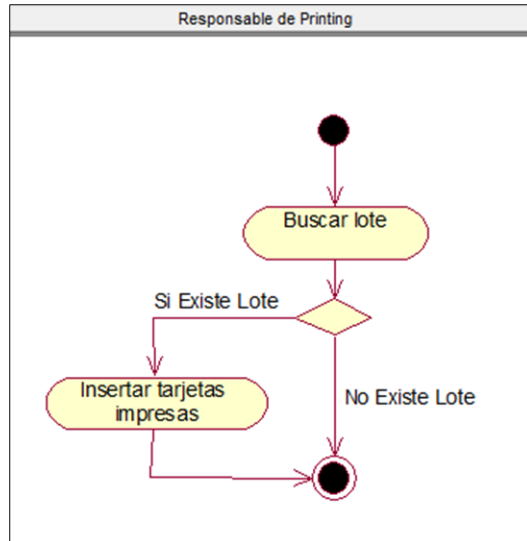 Responsable de Printing
Buscar lote
Si Existe Lote
Insertar tarjetas
impresas
No Existe Lote